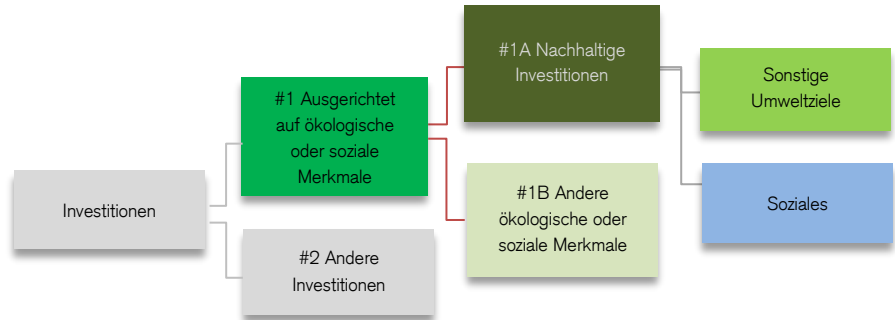 Investitionen
#1 Ausgerichtet
auf ökologische
oder soziale
Merkmale
#2 Andere
Investitionen
#1A Nachhaltige
Investitionen
#1B Andere
ökologische oder
soziale Merkmale
Sonstige
Umweltziele
Soziales